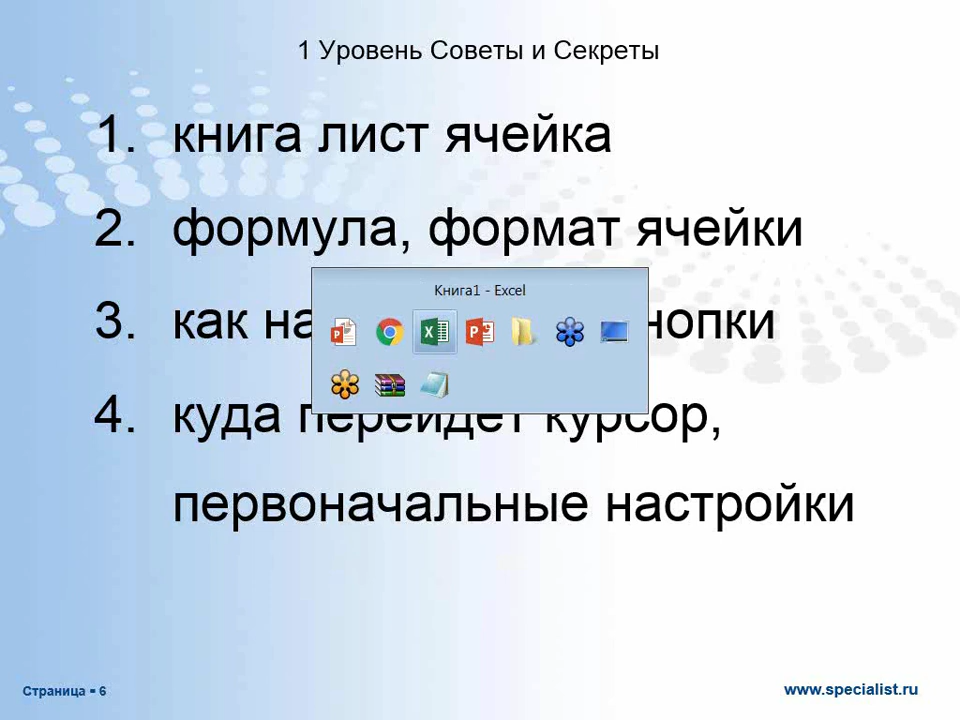 1 Уровень Советы и Секреты
1. книга лист ячейка
2. формула, формат ячейки
Книга1 - Excel
3. как
4. куда перейдет курсор,
первоначальные настройки
Страница ▪ 6
www.specialist.ru